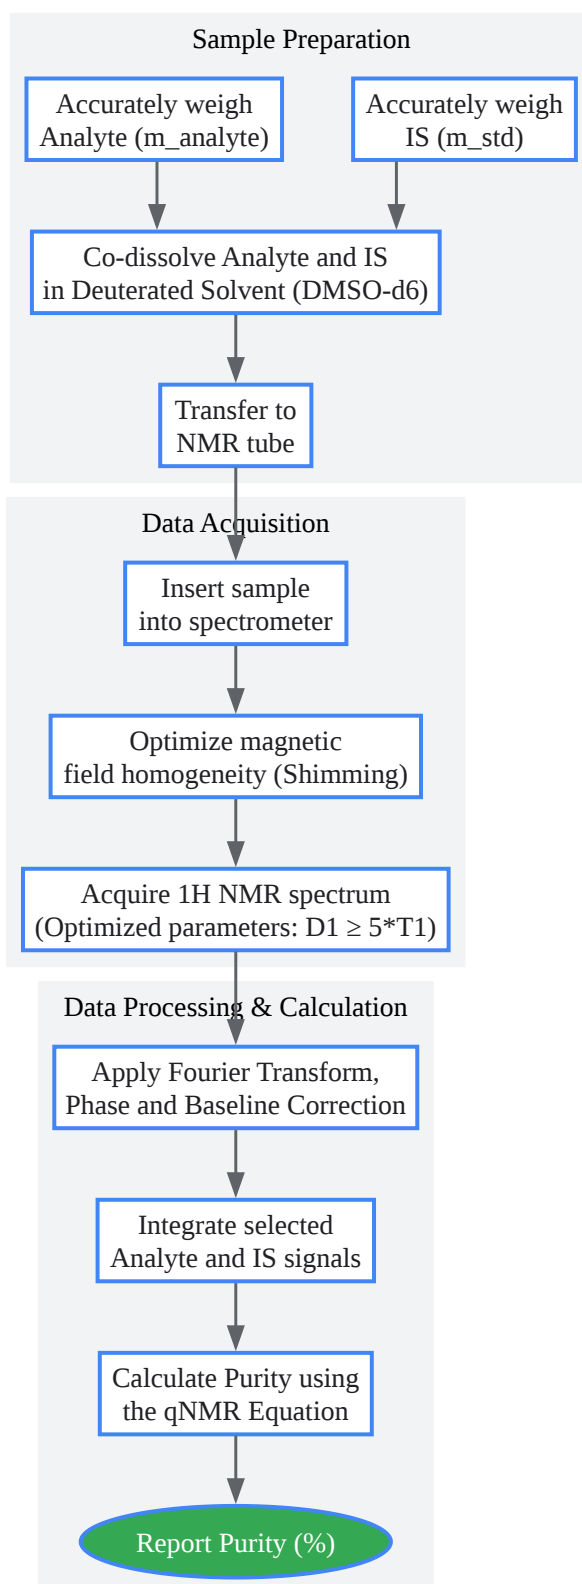 Sample Preparation
Accurately weigh
Analyte (m_analyte)
Accurately weigh
IS (m_std)
Co-dissolve Analyte and IS
in Deuterated Solvent (DMSO-d6)
Transfer to
NMR tube
Data Acquisition
Insert sample
into spectrometer
Optimize magnetic
field homogeneity (Shimming)
Acquire 1H NMR spectrum
(Optimized parameters: D1 ≥ 5*T1)
Data Processing & Calculation
Apply Fourier Transform,
Phase and Baseline Correction
Integrate selected
Analyte and IS signals
Calculate Purity using
the qNMR Equation
Report Purity (%)